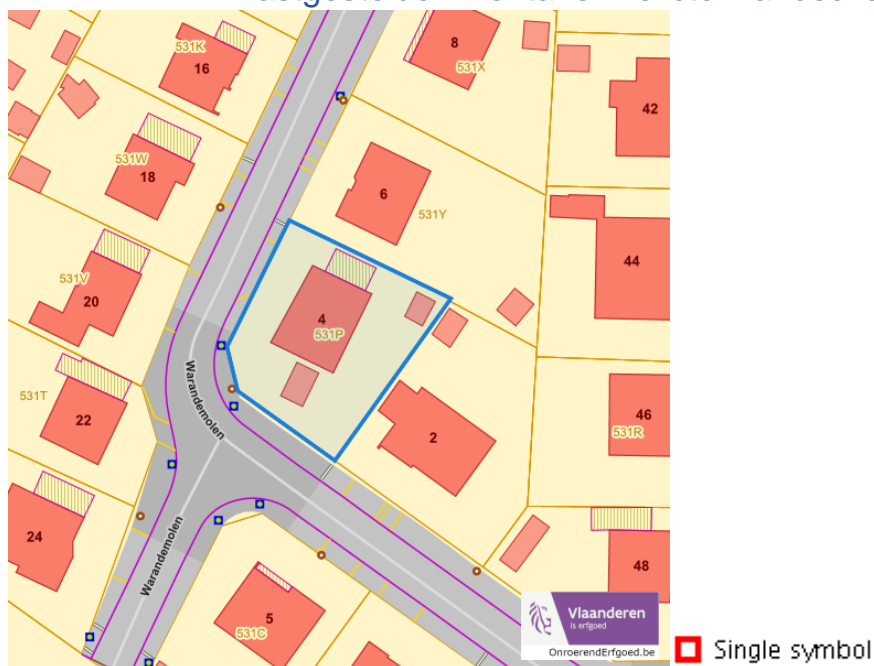 8
531X
531K
16
42
531W
18
6
531Y
44
531V
20
4
531P
Warandemolen
531T
22
2
46
531R
24
48
Warandemolen
5
531C
Vlaanderen
is erfgoed
OnroerendErfgoed.be
Single symbol